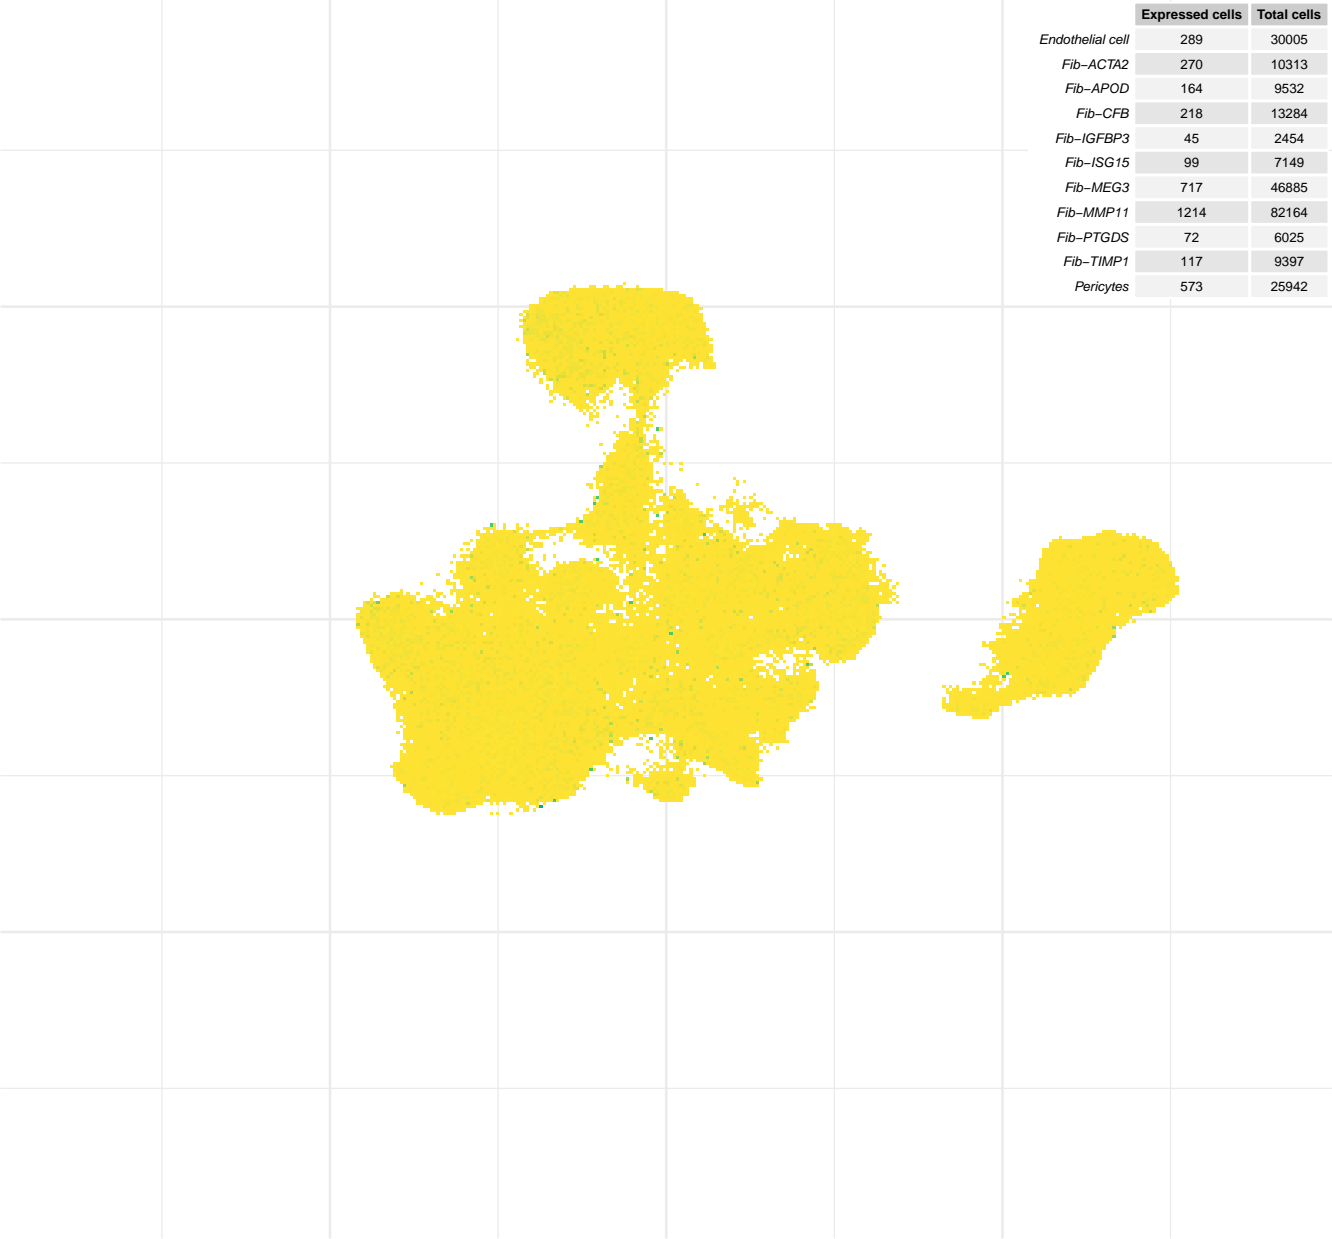 Expressed cells Total cells
Endothelial cell 289 30005
Fib−ACTA2 270 10313
Fib−APOD 164 9532
Fib−CFB 218 13284
Fib−IGFBP3 45 2454
Fib−ISG15 99 7149
Fib−MEG3 717 46885
Fib−MMP11 1214 82164
Fib−PTGDS 72 6025
Fib−TIMP1 117 9397
Pericytes 573 25942